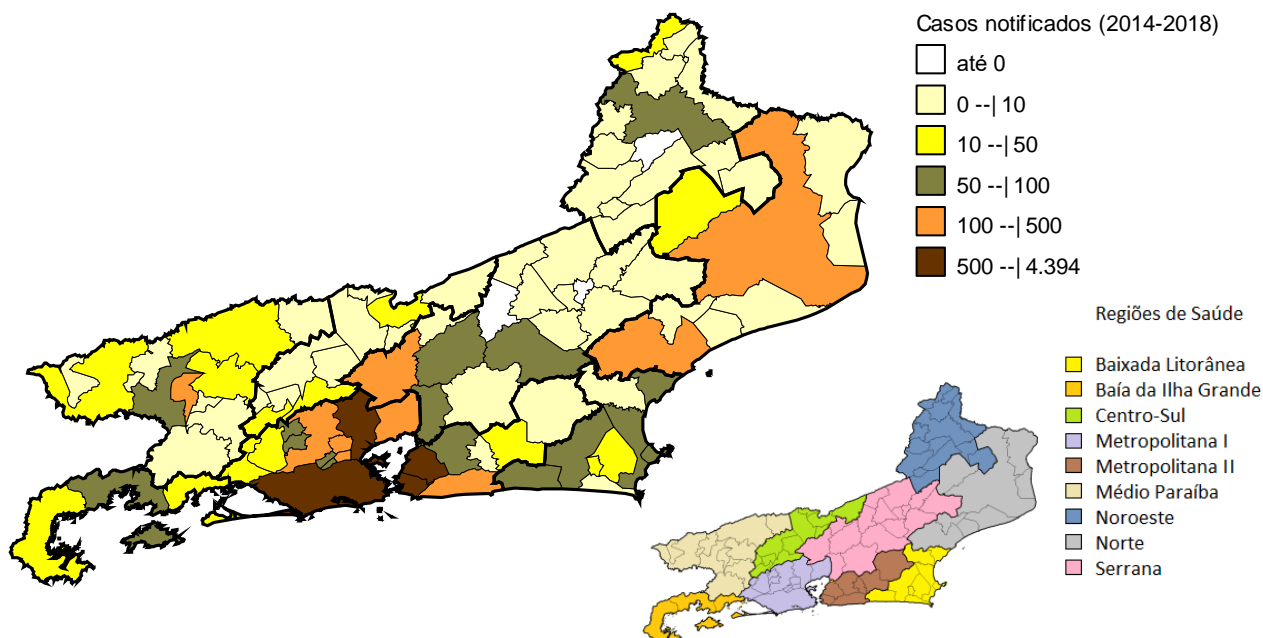 Casos notificados (2014-2018)
até 0
0 --| 10
10 --| 50
50 --| 100
100 --| 500
500 --| 4.394
Regiões de Saúde
Baixada Litorânea
Baía da Ilha Grande
Centro-Sul
Metropolitana I
Metropolitana II
Médio Paraíba
Noroeste
Norte
Serrana